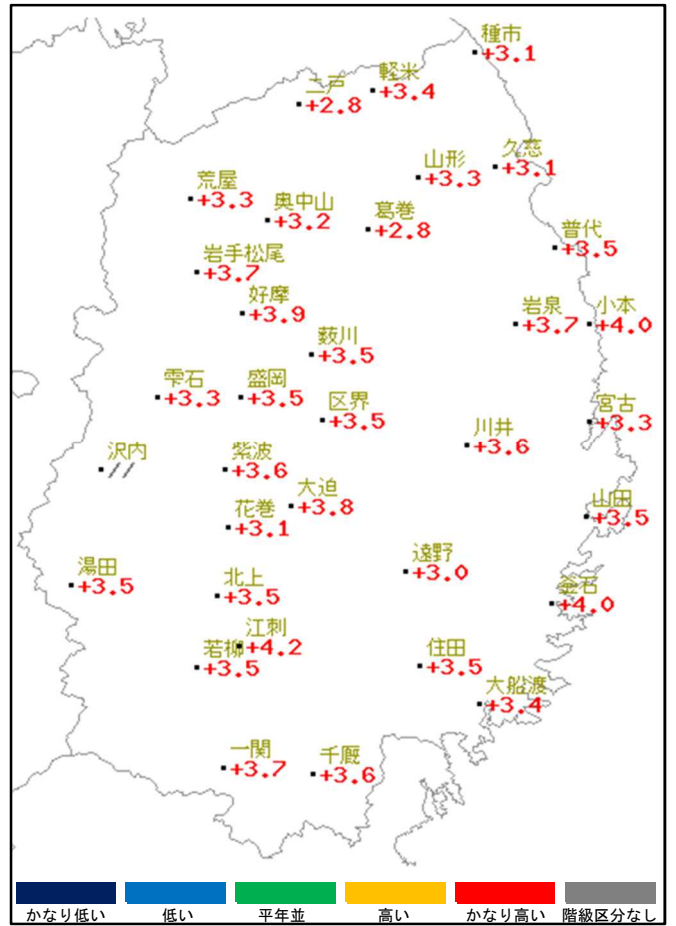 種市
+3.1
軽米
+3.4
二戸
+2.8
久慈
+3.1
山形
+3.3
荒屋
+3.3
奥中山
+3.2
葛巻
+2.8
普代
+3.5
岩手松尾
+3.7
好摩
+3.9
岩泉
+3.7
小本
+4.0
薮川
+3.5
雫石
+3.3
盛岡
+3.5
区界
+3.5
宮古
+3.3
川井
+3.6
沢内
//
紫波
+3.6
大迫
+3.8
山田
+3.5
花巻
+3.1
遠野
+3.0
湯田
+3.5
北上
+3.5
釜石
+4.0
江刺
+4.2
若柳
+3.5
住田
+3.5
大船渡
+3.4
一関
+3.7
千厩
+3.6
かなり低い 低い 平年並 高い かなり高い 階級区分なし